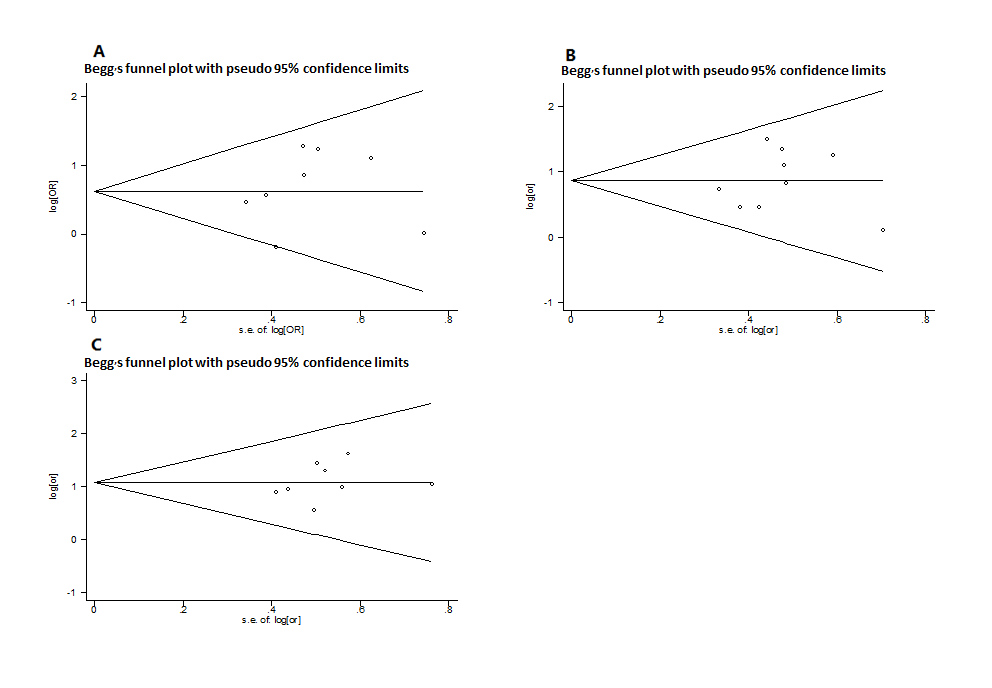 A
Begg's funnel plot with pseudo 95% confidence limits
log[OR]
2
1
0
-1
0 .2 .4 .6 .8
s.e. of: log[OR]
B
Begg's funnel plot with pseudo 95% confidence limits
log[or]
2
1
0
-1
0 .2 .4 .6 .8
s.e. of: log[or]
C
Begg's funnel plot with pseudo 95% confidence limits
log[or]
3
2
1
0
-1
0 .2 .4 .6 .8
s.e. of: log[or]